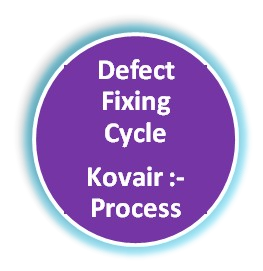 Defect
Fixing
Cycle
Kovair :-
Process